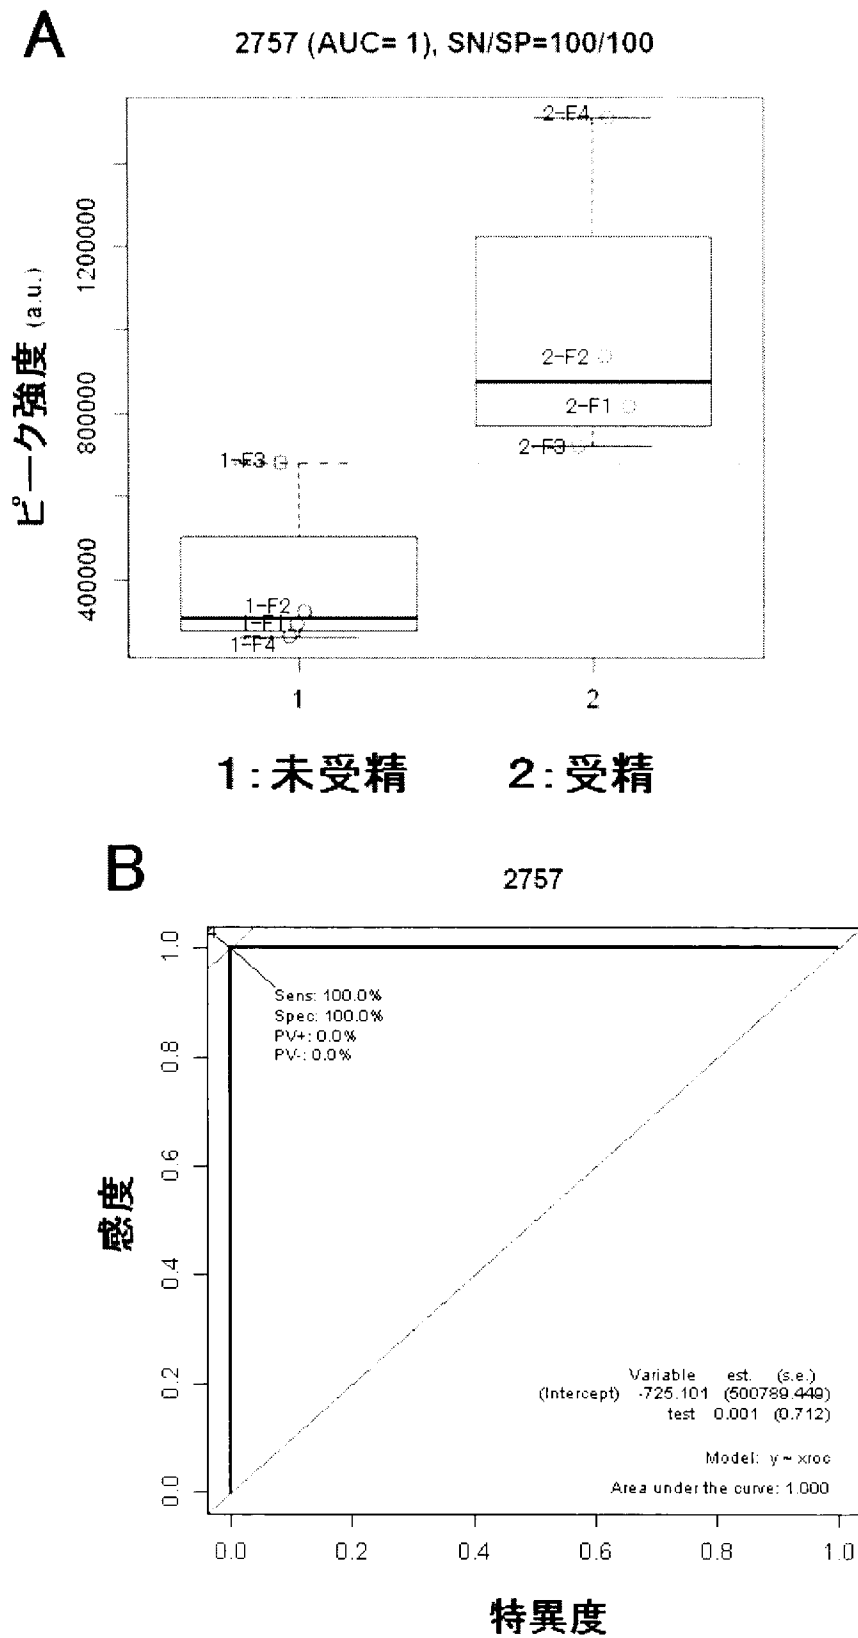 A
2757 (AUC= 1), SN/SP=100/100
ピーク強度 (a.u.)
1200000
800000
400000
2-F4
2-F2
2-F1
2-F3
1-F3
1-F2
1-F1
1-F4
1
2
1:未受精
2:受精
B
2757
感度
1.0
0.8
0.6
0.4
0.2
0.0
Sens: 100.0%
Spec: 100.0%
PV+: 0.0%
PV-: 0.0%
Variable est. (s.e.)
(Intercept) -725.101 (500789.449)
test 0.001 (0.712)
Model: y ~ xroc
Area under the curve: 1.000
0.0
0.2
0.4
0.6
0.8
1.0
特異度